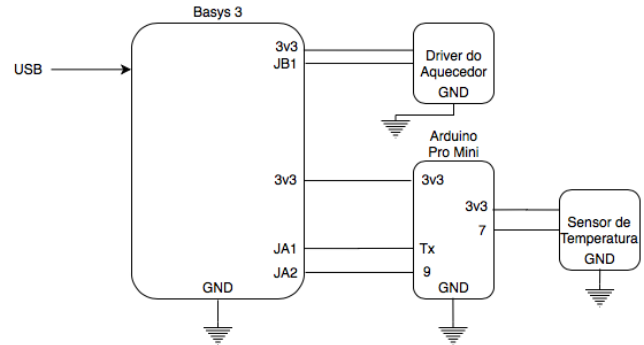 Basys 3
USB
3v3
JB1
Driver do
Aquecedor
GND
Arduino
Pro Mini
3v3
3v3
3v3
7
Sensor de
Temperatura
JA1
Tx
JA2
9
GND
GND
GND